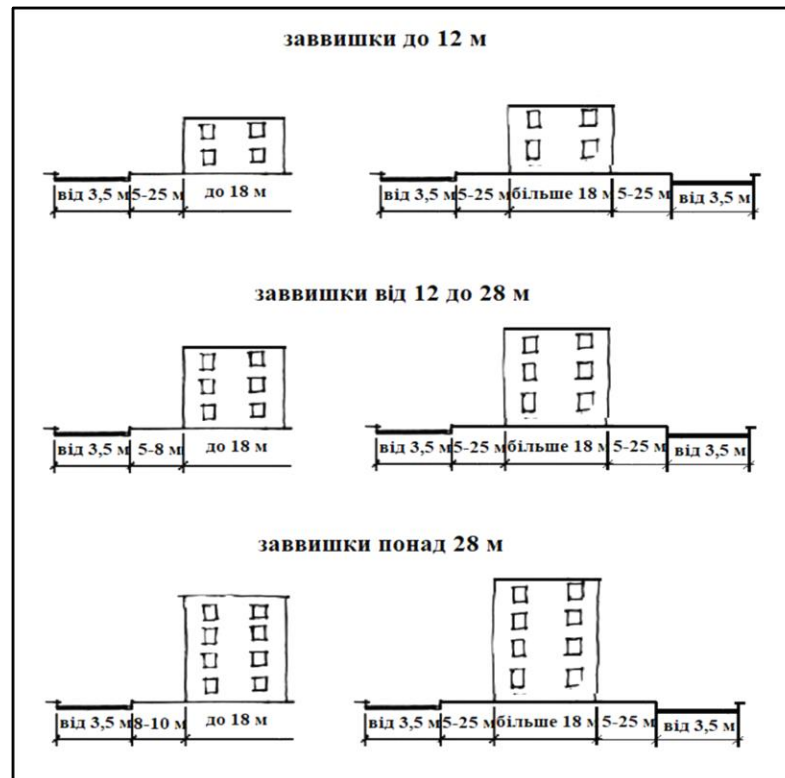 заввишки до 12 м
від 3,5 м 5-25 м до 18 м
від 3,5 м 5-25 м більше 18 м 5-25 м від 3,5 м
заввишки від 12 до 28 м
від 3,5 м 5-8 м до 18 м
від 3,5 м 5-25 м більше 18 м 5-25 м від 3,5 м
заввишки понад 28 м
від 3,5 м 8-10 м до 18 м
від 3,5 м 5-25 м більше 18 м 5-25 м від 3,5 м